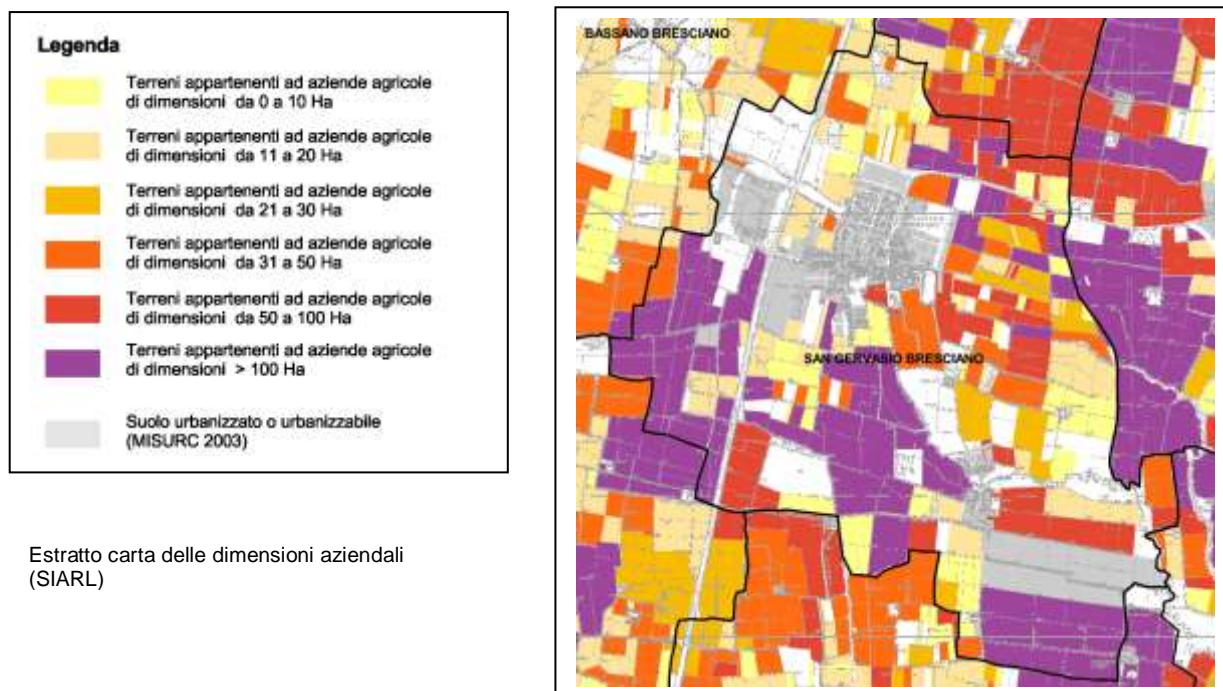 Legenda
Terreni appartenenti ad aziende agricole
di dimensioni da 0 a 10 Ha
Terreni appartenenti ad aziende agricole
di dimensioni da 11 a 20 Ha
Terreni appartenenti ad aziende agricole
di dimensioni da 21 a 30 Ha
Terreni appartenenti ad aziende agricole
di dimensioni da 31 a 50 Ha
Terreni appartenenti ad aziende agricole
di dimensioni da 50 a 100 Ha
Terreni appartenenti ad aziende agricole
di dimensioni > 100 Ha
Suolo urbanizzato o urbanizzabile
(MISURC 2003)
Estratto carta delle dimensioni aziendali
(SIARL)
BASSANO BRESCIANO
SAN GERVASIO BRESCIANO